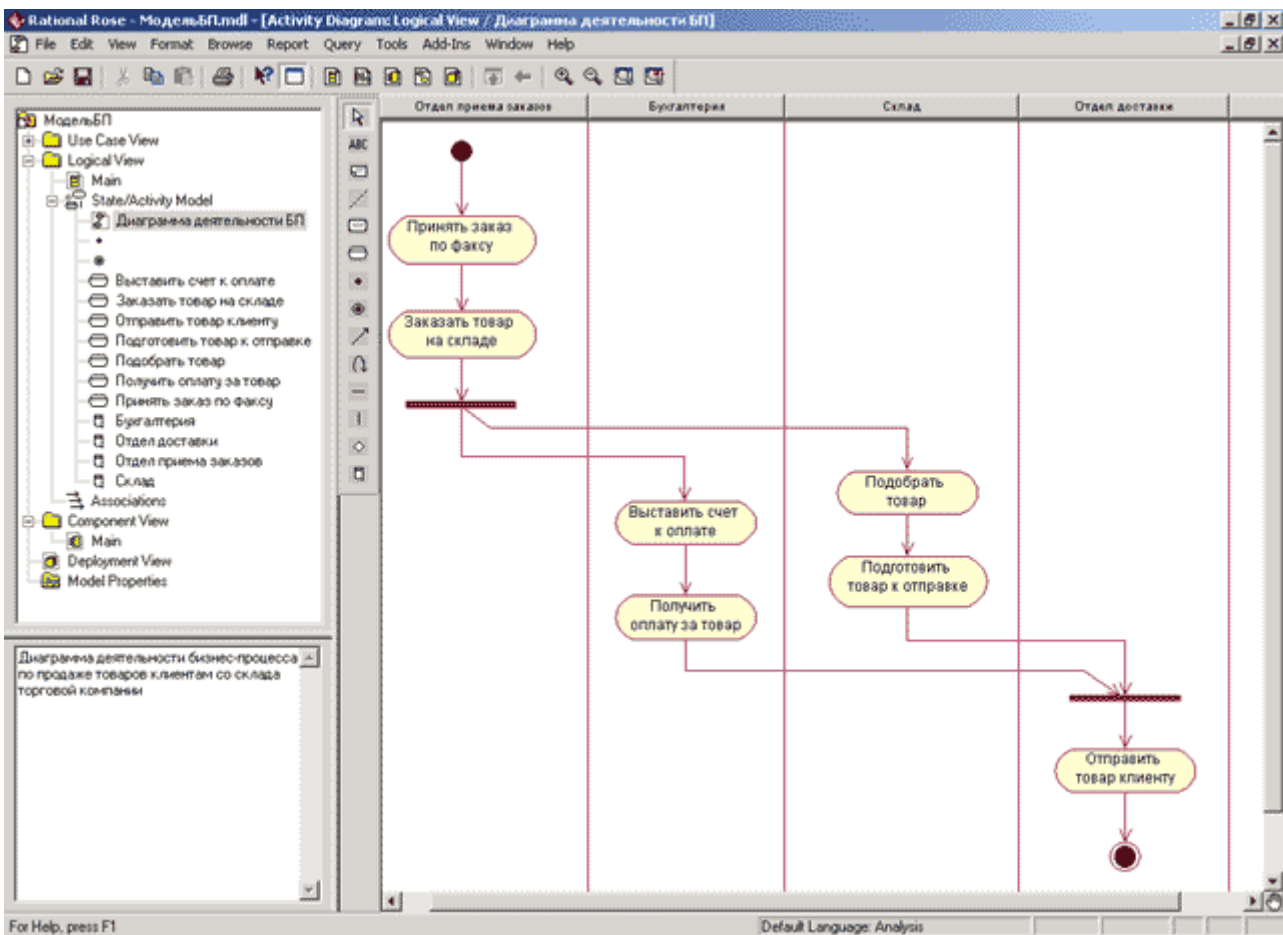 Rational Rose - МодельБП.mdl - [Activity Diagram: Logical View / Диаграмма деятельности БП]
File Edit View Format Browse Report Query Tools Add-Ins Window Help
МодельБП
Use Case View
Logical View
Main
State/Activity Model
Диаграмма деятельности БП
Выставить счет к оплате
Заказать товар на складе
Отправить товар клиенту
Подготовить товар к отправке
Подобрать товар
Получить оплату за товар
Принять заказ по факсу
Бухгалтерия
Отдел доставки
Отдел приема заказов
Склад
Associations
Component View
Main
Deployment View
Model Properties
Диаграмма деятельности бизнес-процесса
по продаже товаров клиентам со склада
торговой компании
ABC
Отдел приема заказов
Бухгалтерия
Склад
Отдел доставки
Принять заказ
по факсу
Заказать товар
на складе
Подобрать
товар
Выставить счет
к оплате
Подготовить
товар к отправке
Получить
оплату за товар
Отправить
товар клиенту
For Help, press F1
Default Language: Analysis